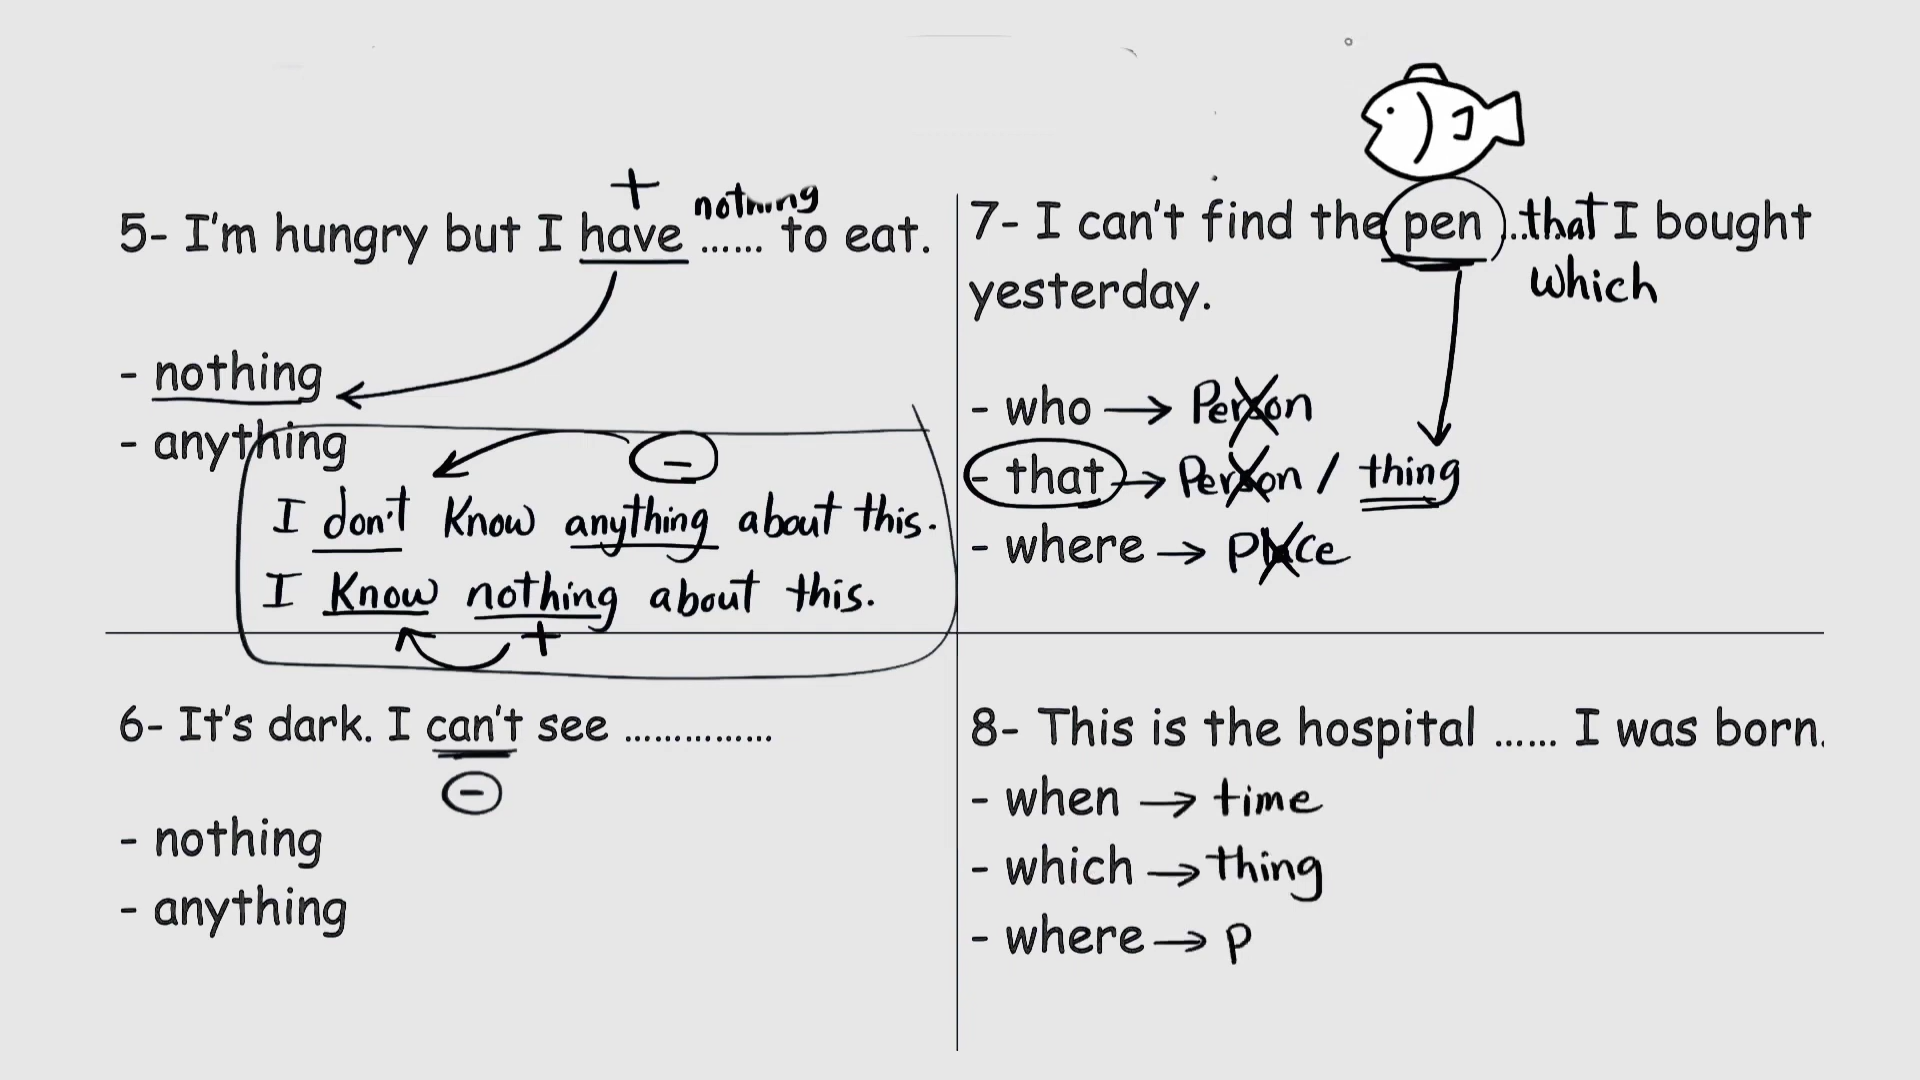 +
nothing
5- I'm hungry but I have ...... to eat.
- nothing
- anything
-
I don't know anything about this.
I know nothing about this.
+
6- It's dark. I can't see ...............
-
- nothing
- anything
7- I can't find the pen ...that I bought
which
yesterday.
- who → Person
- that → Person / thing
- where → place
8- This is the hospital ...... I was born.
- when → time
- which → thing
- where → p